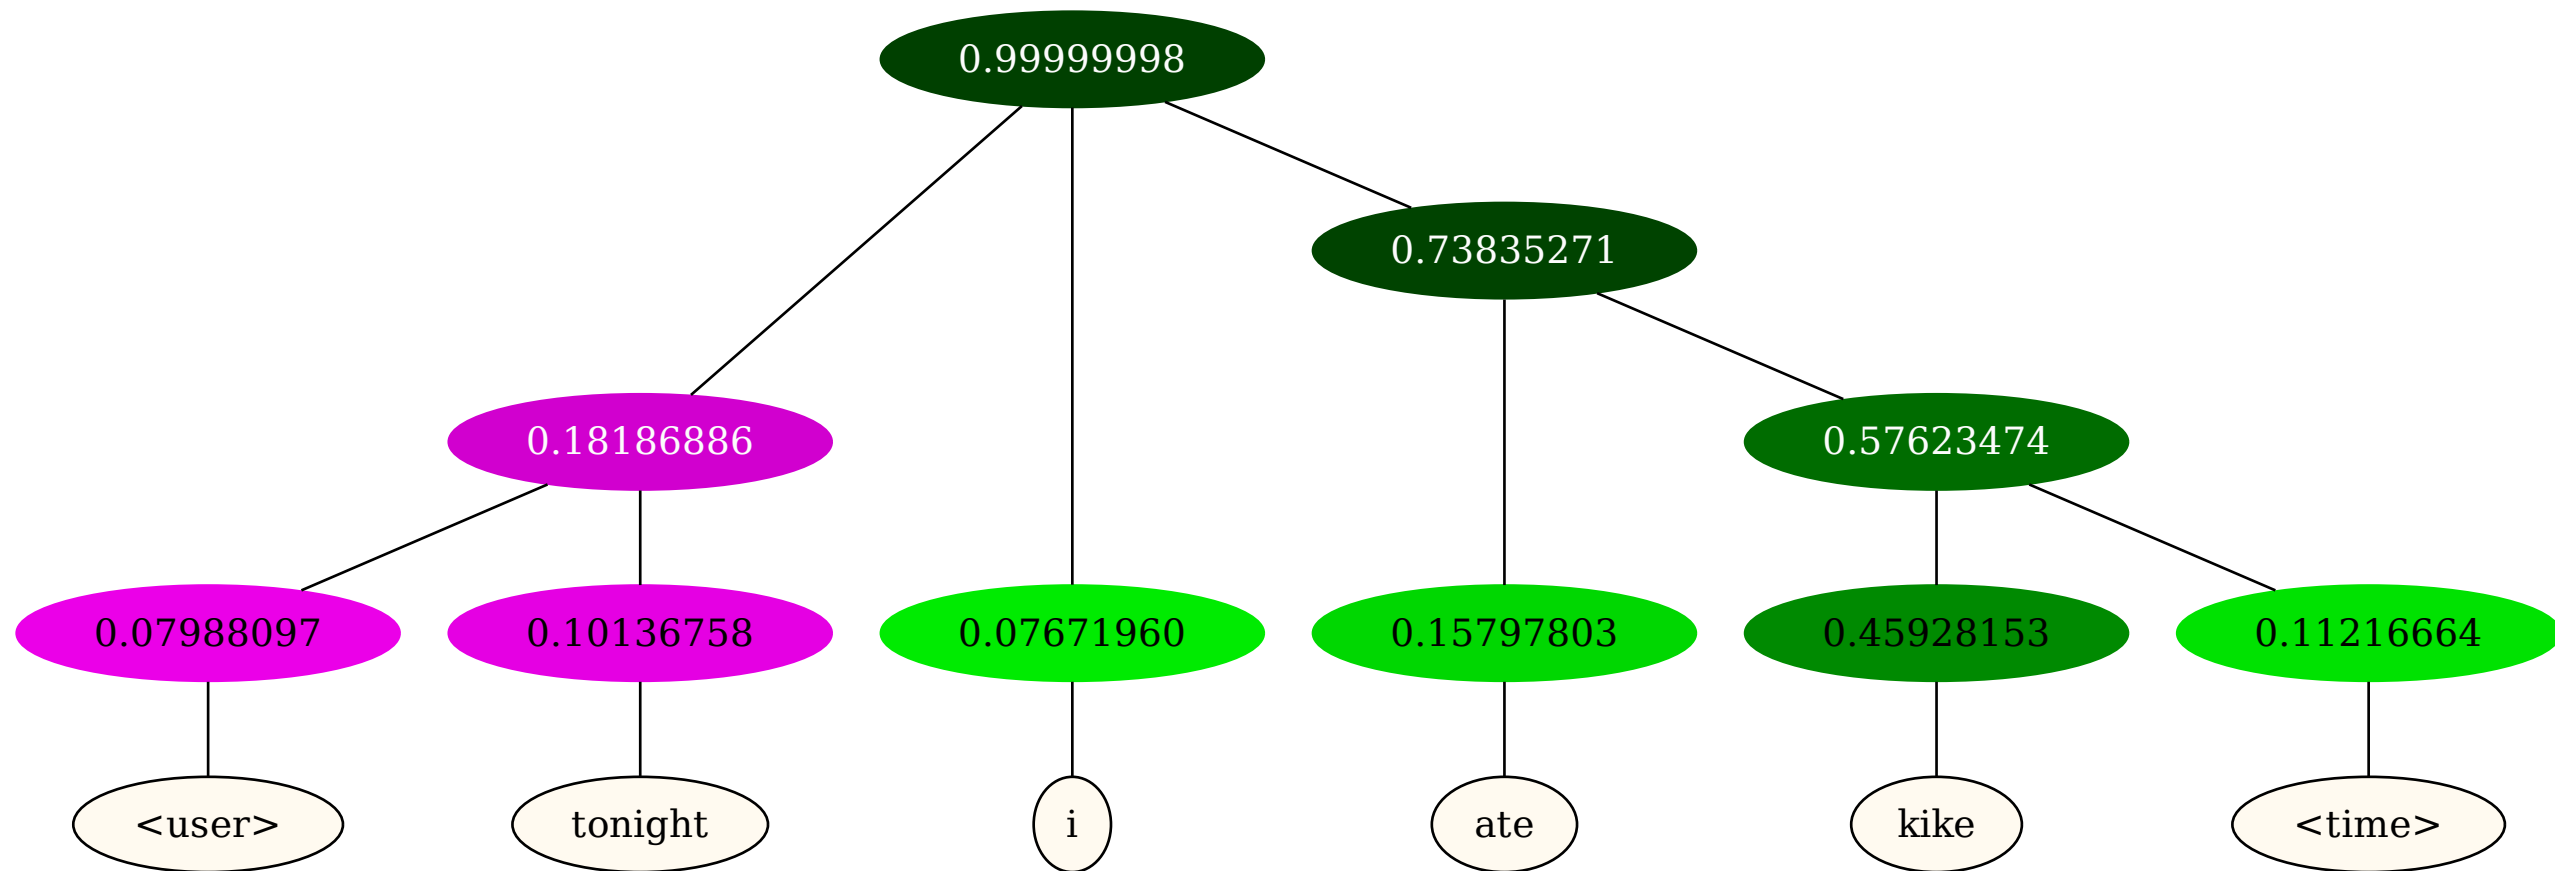 0.99999998
0.73835271
0.18186886 0.57623474
0.07988097 0.10136758 0.07671960 0.15797803 0.45928153 0.11216664
<user> tonight i ate kike <time>